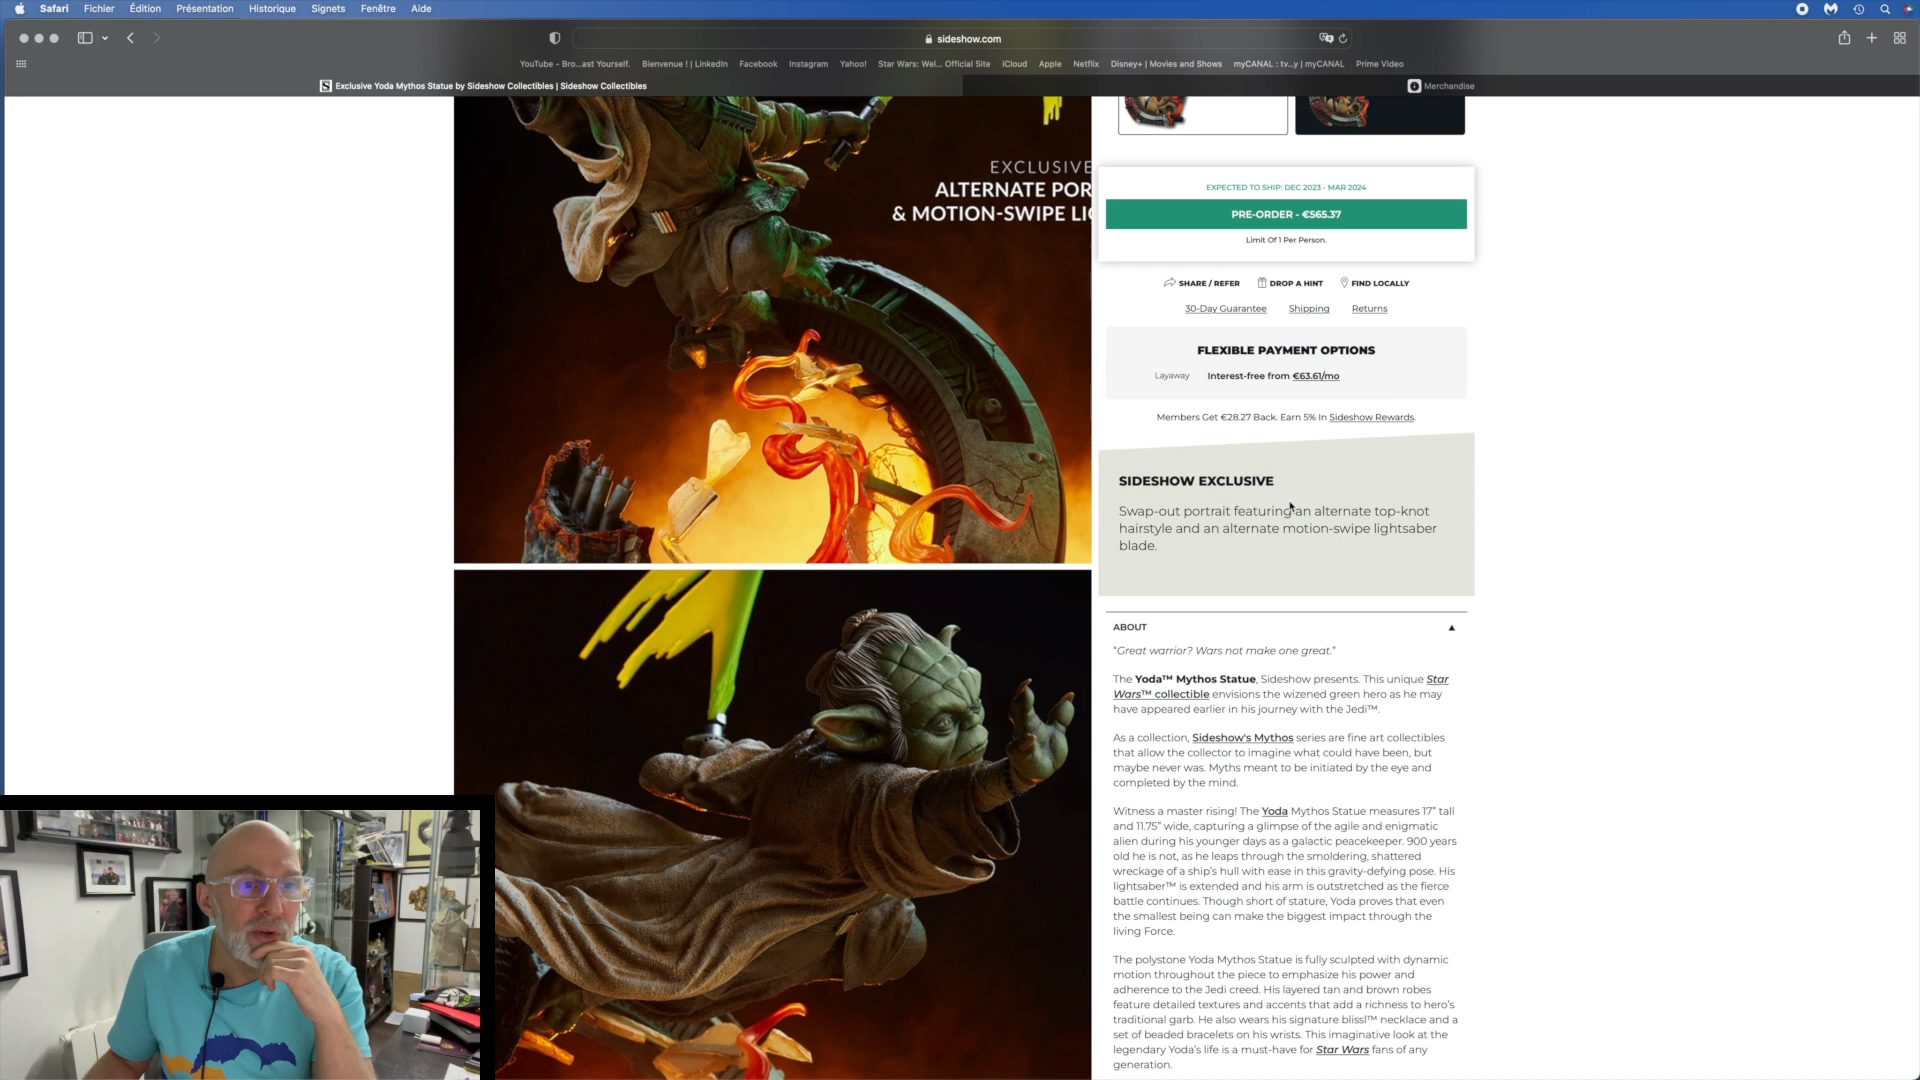 Safari Fichier Édition Présentation Historique Signets Fenêtre Aide
sideshow.com
YouTube - Bro...ast Yourself. Bienvenue ! | LinkedIn Facebook Instagram Yahoo! Star Wars: Wel... Official Site iCloud Apple Netflix Disney+ | Movies and Shows myCANAL : tv...y | myCANAL Prime Video
S Exclusive Yoda Mythos Statue by Sideshow Collectibles | Sideshow Collectibles
Merchandise
EXCLUSIVE
ALTERNATE POR
& MOTION-SWIPE LI
EXPECTED TO SHIP: DEC 2023 - MAR 2024
PRE-ORDER - €565.37
Limit Of 1 Per Person.
SHARE / REFER DROP A HINT FIND LOCALLY
30-Day Guarantee Shipping Returns
FLEXIBLE PAYMENT OPTIONS
Layaway Interest-free from €63.61/mo
Members Get €28.27 Back. Earn 5% In Sideshow Rewards.
SIDESHOW EXCLUSIVE
Swap-out portrait featuring an alternate top-knot
hairstyle and an alternate motion-swipe lightsaber
blade.
ABOUT
“Great warrior? Wars not make one great.”
The Yoda™ Mythos Statue, Sideshow presents. This unique Star
Wars™ collectible envisions the wizened green hero as he may
have appeared earlier in his journey with the Jedi™.
As a collection, Sideshow's Mythos series are fine art collectibles
that allow the collector to imagine what could have been, but
maybe never was. Myths meant to be initiated by the eye and
completed by the mind.
Witness a master rising! The Yoda Mythos Statue measures 17” tall
and 11.75” wide, capturing a glimpse of the agile and enigmatic
alien during his younger days as a galactic peacekeeper. 900 years
old he is not, as he leaps through the smoldering, shattered
wreckage of a ship’s hull with ease in this gravity-defying pose. His
lightsaber™ is extended and his arm is outstretched as the fierce
battle continues. Though short of stature, Yoda proves that even
the smallest being can make the biggest impact through the
living Force.
The polystone Yoda Mythos Statue is fully sculpted with dynamic
motion throughout the piece to emphasize his power and
adherence to the Jedi creed. His layered tan and brown robes
feature detailed textures and accents that add a richness to hero’s
traditional garb. He also wears his signature blissl™ necklace and a
set of beaded bracelets on his wrists. This imaginative look at the
legendary Yoda’s life is a must-have for Star Wars fans of any
generation.